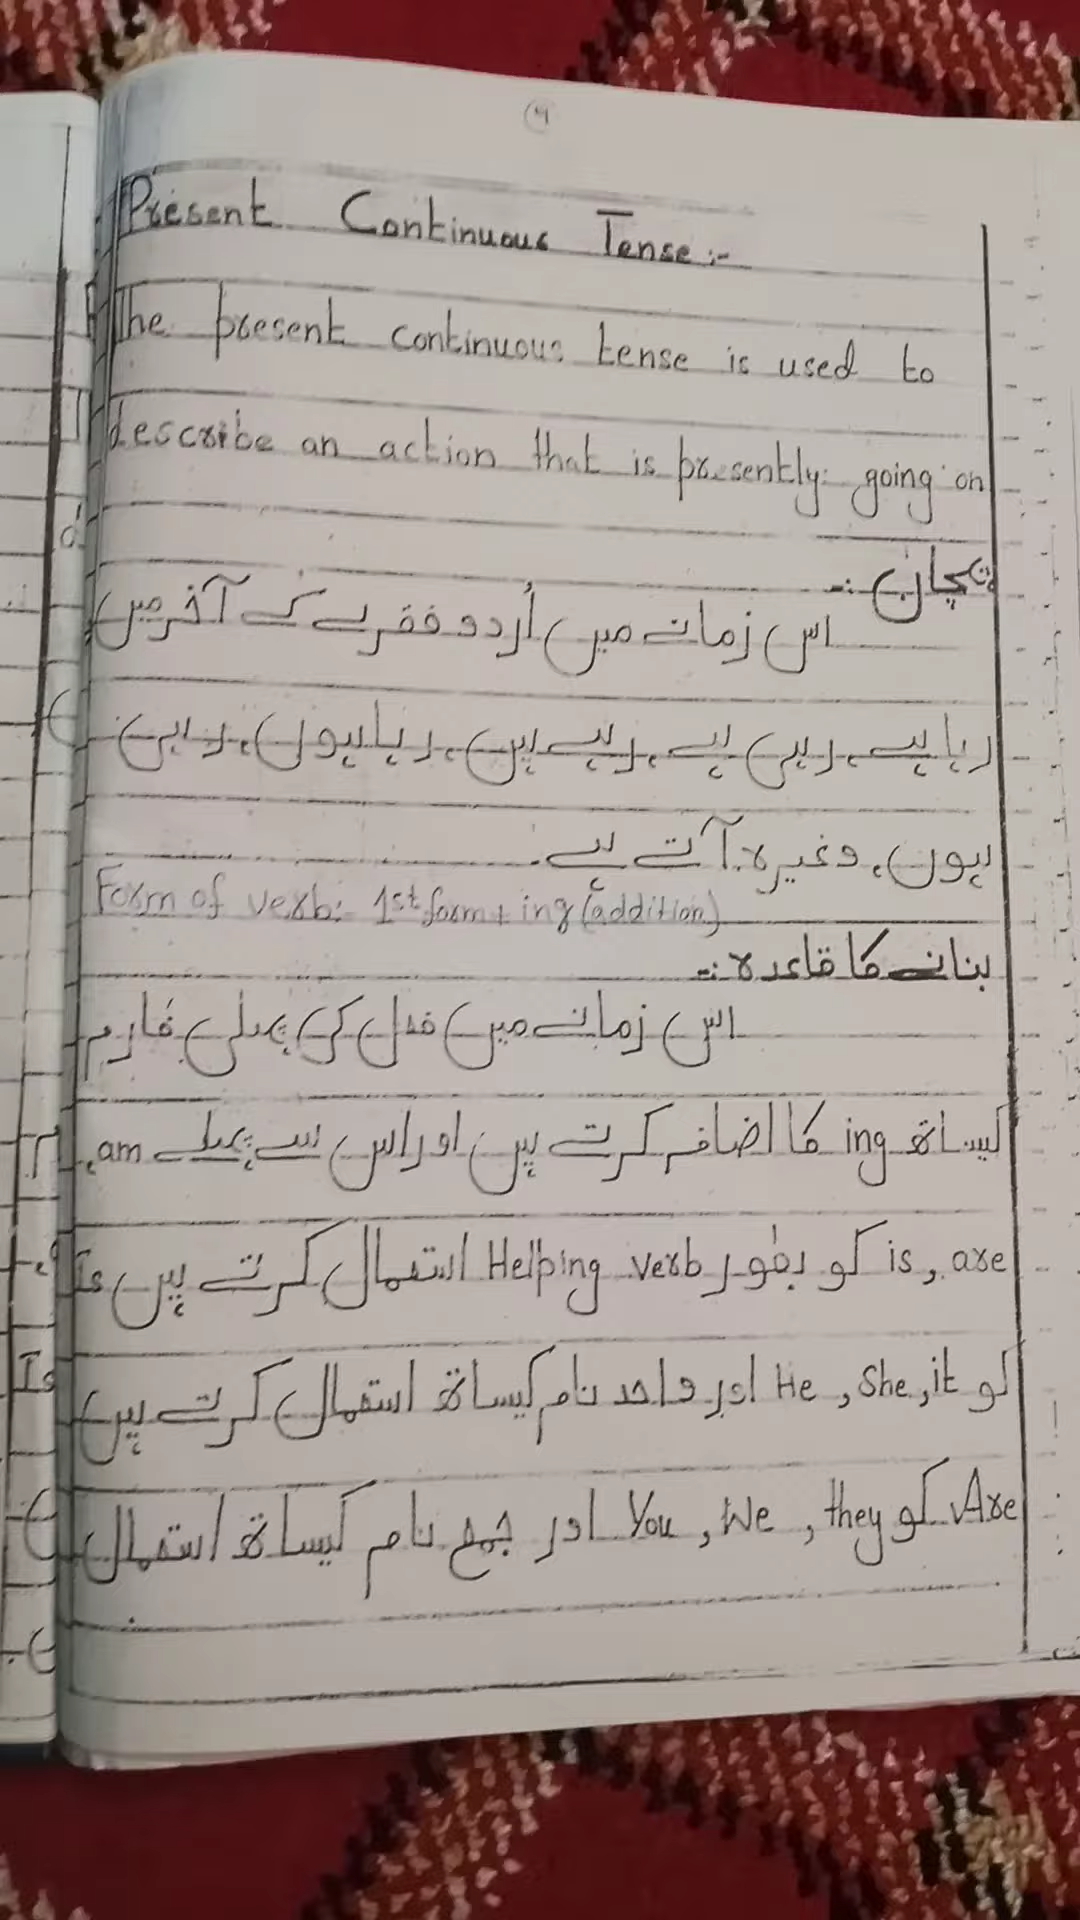 Present Continuous Tense:-
The present continuous tense is used to
describe an action that is presently going on
پہچان :-
اس زمانے میں اُردو فقرے کے آخر میں
رہا ہے، رہی ہے، رہے ہیں، رہا ہوں، رہی
ہوں، وغیرہ آتے ہے۔
Form of verb:- 1st form + ing (addition)
بنانے کا قاعدہ :-
اس زمانے میں فعل کی پہلی فارم
کیساتھ ing کا اضافہ کرتے ہیں اور اس سے پہلے am,
is, are کو بطور Helping verb استعمال کرتے ہیں Is
کو He, She, it اور واحد نام کیساتھ استعمال کرتے ہیں
Are کو You, We, they اور جمع نام کیساتھ استعمال